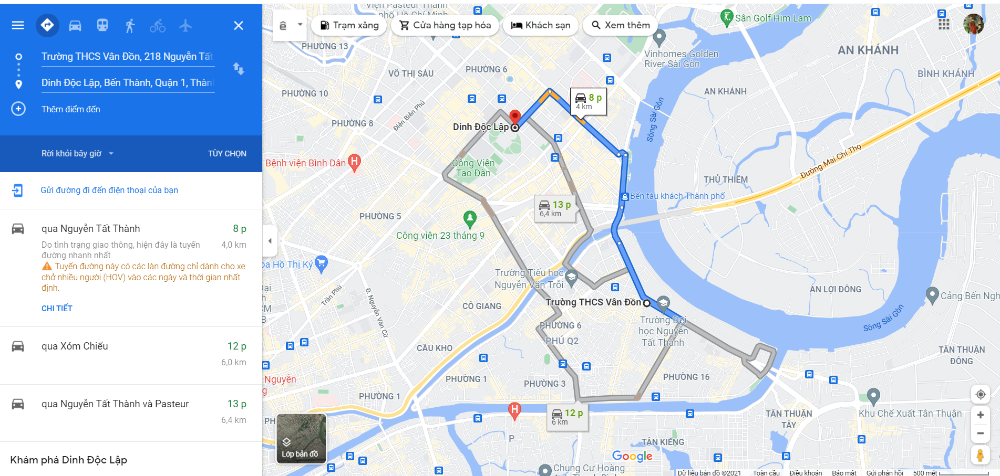 Trường THCS Vân Đồn, 218 Nguyễn Tất
Dinh Độc Lập, Bến Thành, Quận 1, Thàn
Thêm điểm đến
Rời khỏi bây giờ
TÙY CHỌN
Gửi đường đi đến điện thoại của bạn
qua Nguyễn Tất Thành
8 p
Do tình trạng giao thông, hiện đây là tuyến
4,0 km
đường nhanh nhất
Tuyến đường này có các làn đường chỉ dành cho xe
chở nhiều người (HOV) vào các ngày và thời gian nhất
định.
CHI TIẾT
qua Xóm Chiếu
12 p
6,0 km
qua Nguyễn Tất Thành và Pasteur
13 p
6,4 km
Khám phá Dinh Độc Lập
ê
Trạm xăng
Cửa hàng tạp hóa
Khách sạn
Xem thêm
Viện Pasteur Thành
phố Hồ Chí Minh
Sân Golf Him Lam
PHƯỜNG 13
Vinhomes Golden
River Sài Gòn
AN KHÁNH
VÕ THỊ SÁU
PHƯỜNG 6
BÌNH KHÁNH
PHƯỜNG 10
AN KHÁNH
8 p
4 km
Điện Biên Phủ
Sông Sài Gòn
PHƯỜNG 8
Dinh Độc Lập
Bệnh viện Bình Dân
Công Viên
Tao Đàn
Đường Mai Chí Thọ
THỦ THIÊM
Bến tàu khách Thành phố
13 p
6,4 km
PHƯỜNG 5
Công viên 23 tháng 9
oa Hồ Thị Kỷ
Trường Tiểu học
Nguyễn Văn Trỗi
Trần Phú
Đ. Nguyễn Văn Cừ
AN LỢI ĐÔNG
Cảng Bến Ngh
CÔ GIANG
Trường THCS Vân Đồn
Trường Đại
học Nguyễn
Tất Thành
Sông Sài Gòn
PHƯỜNG 6
PHÚ Q2
CẦU KHO
TÂN THUẬN
ĐÔNG
Nguyễn
g
PHƯỜNG 1
PHƯỜNG 3
PHƯỜNG 16
PHƯỜNG 1
12 p
6 km
TÂN THUẬN
TÂY
Khu Chế Xuất Tân Thuận
PH
P
TÂN KIỂNG
Lớp bản đồ
Google
Chung Cư Hoàng
Dữ liệu bản đồ ©2021
Toàn cầu
Điều khoản
Bảo mật
Gửi phản hồi
500 mét